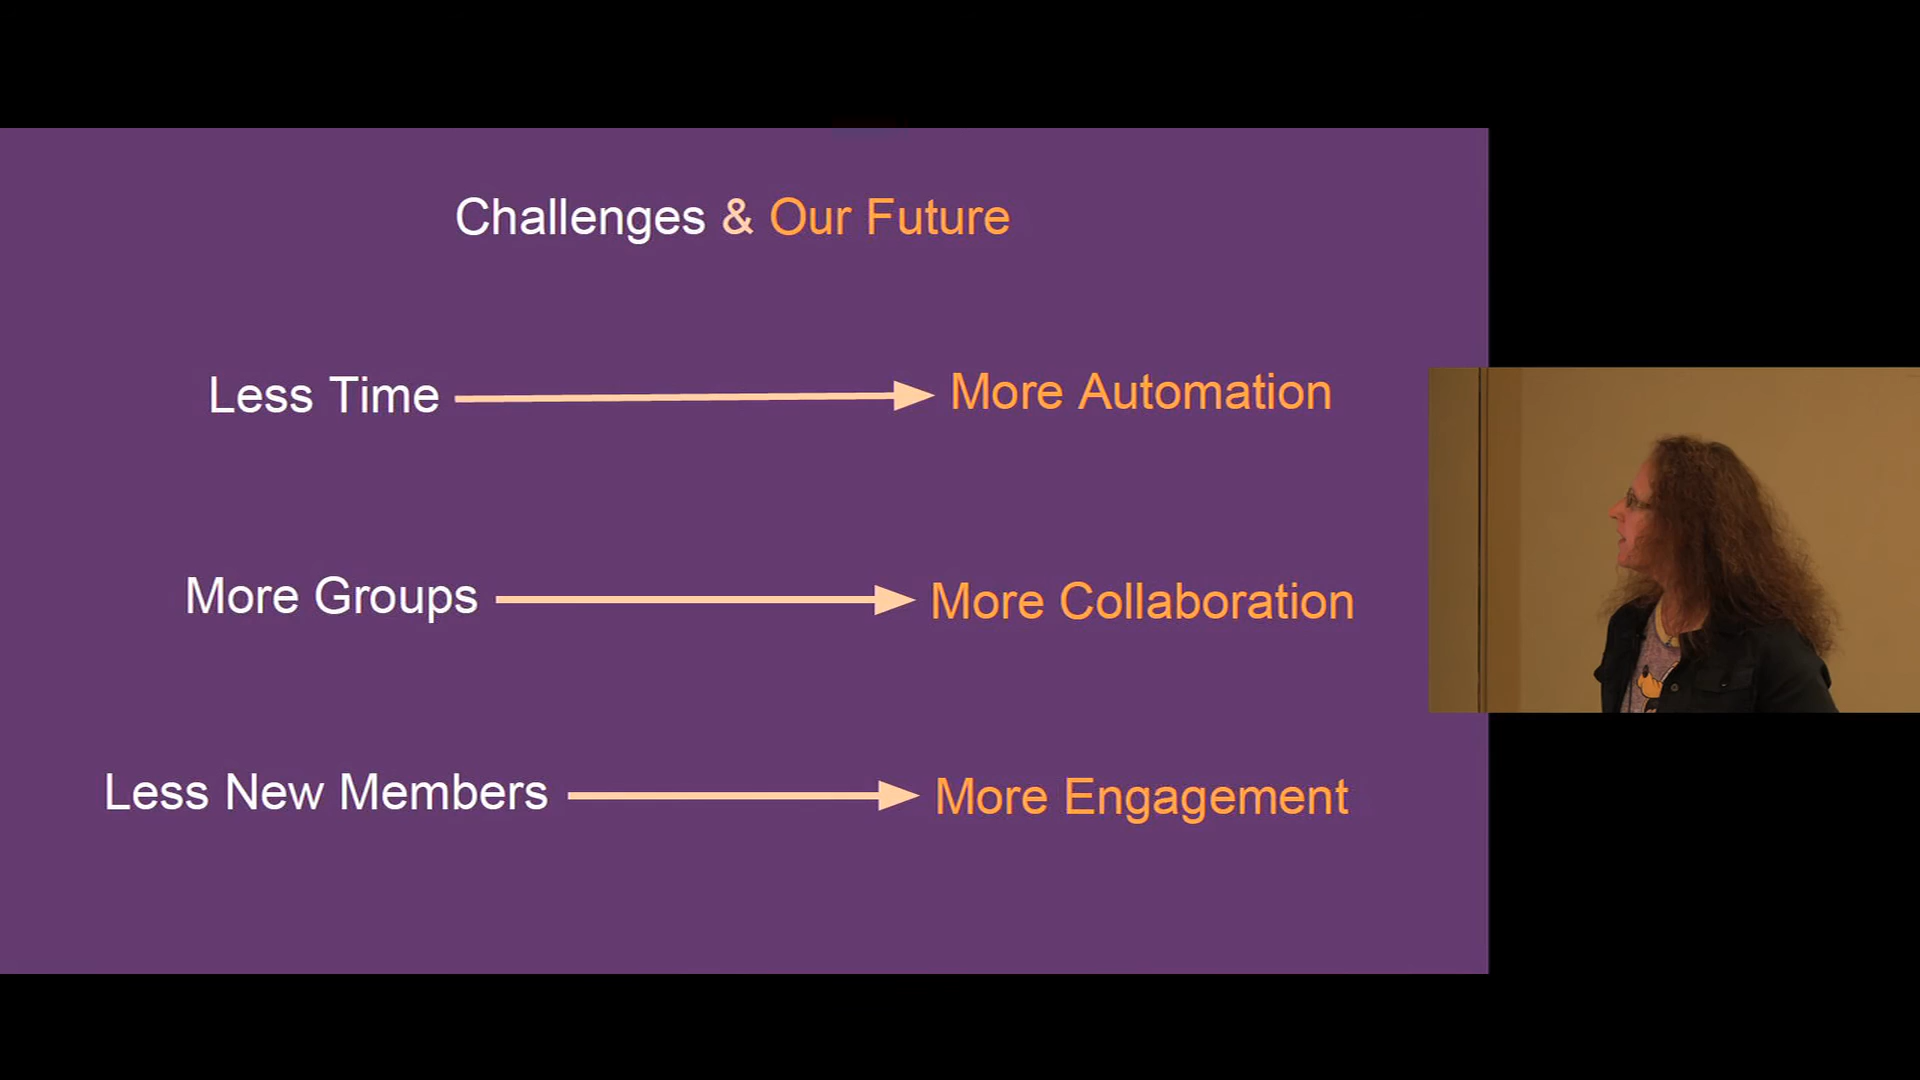 Challenges & Our Future
Less Time More Automation
More Groups More Collaboration
Less New Members More Engagement